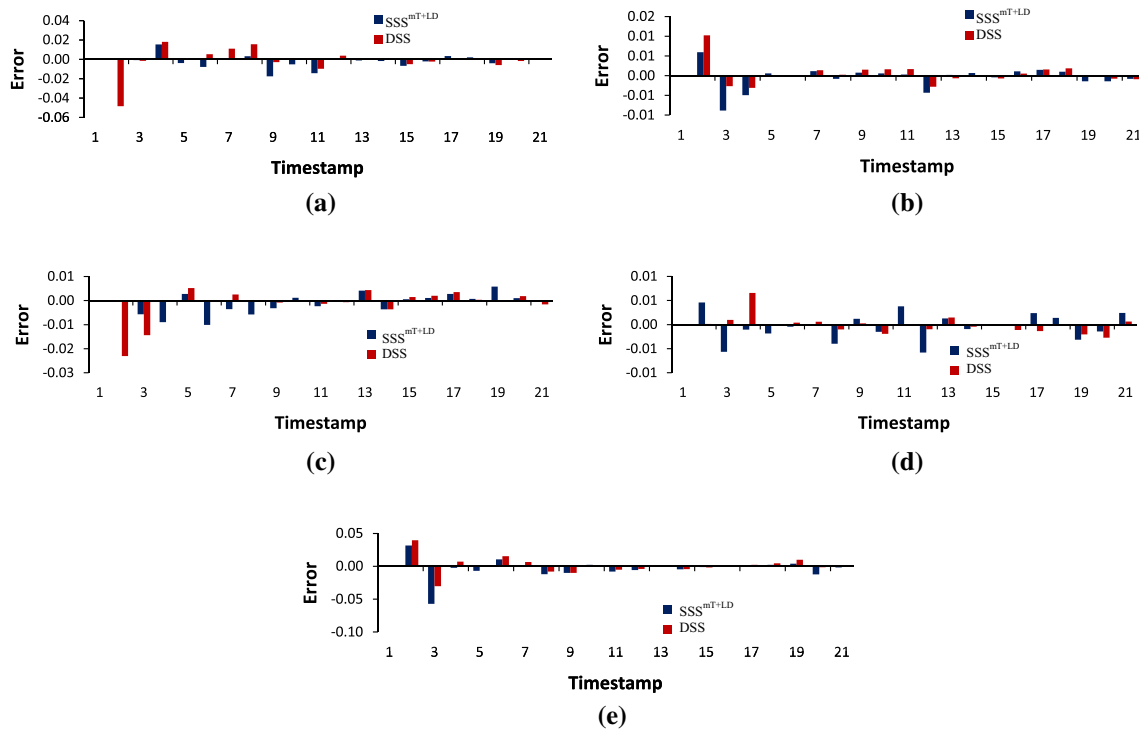 0.04
0.02
0.00
-0.02
-0.04
-0.06
Error
SSS^mT+LD
DSS
1 3 5 7 9 11 13 15 17 19 21
Timestamp
(a)
0.01
0.01
0.00
-0.01
-0.01
Error
SSS^mT+LD
DSS
1 3 5 7 9 11 13 15 17 19 21
Timestamp
(b)
0.01
0.00
-0.01
-0.02
-0.03
Error
SSS^mT+LD
DSS
1 3 5 7 9 11 13 15 17 19 21
Timestamp
(c)
0.01
0.01
0.00
-0.01
-0.01
Error
SSS^mT+LD
DSS
1 3 5 7 9 11 13 15 17 19 21
Timestamp
(d)
0.05
0.00
-0.05
-0.10
Error
SSS^mT+LD
DSS
1 3 5 7 9 11 13 15 17 19 21
Timestamp
(e)